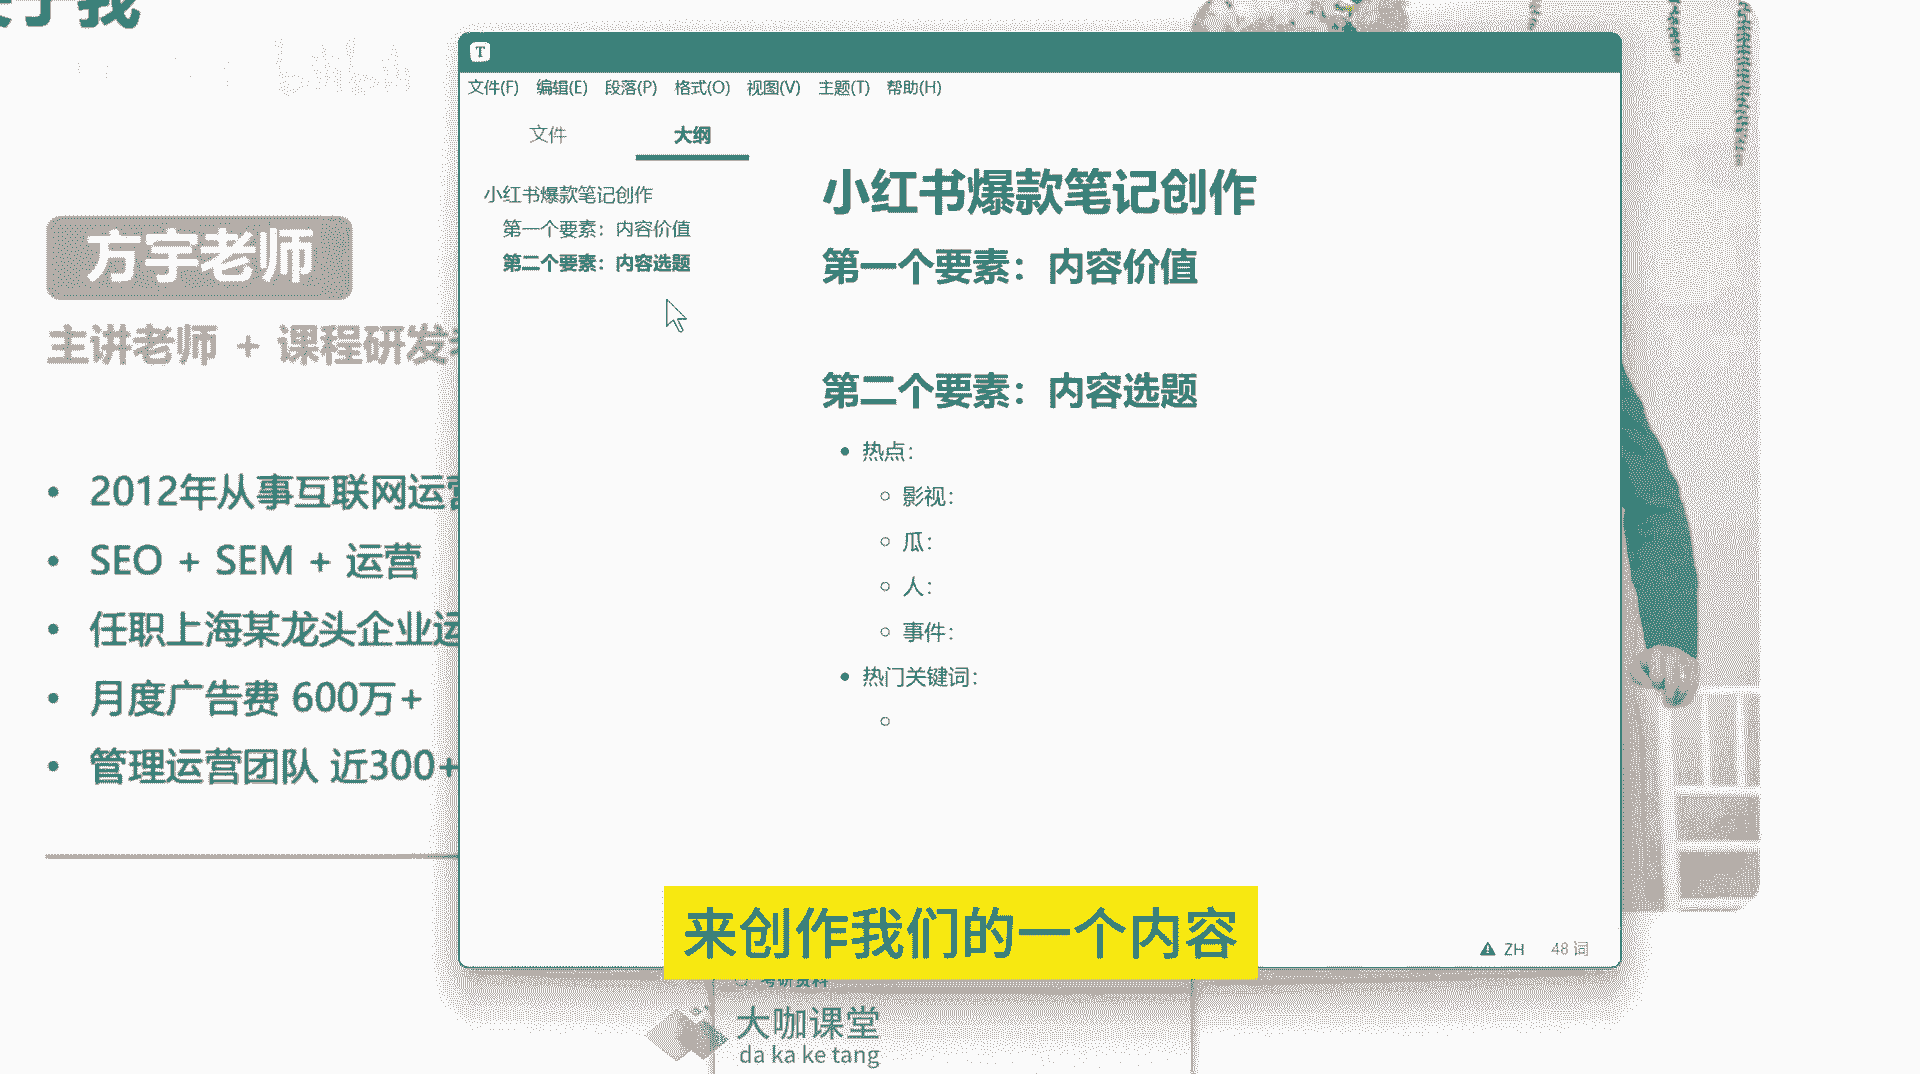 我
bilibili
T
文件(F) 编辑(E) 段落(P) 格式(O) 视图(V) 主题(T) 帮助(H)
文件 大纲
小红书爆款笔记创作
第一个要素：内容价值
第二个要素：内容选题
小红书爆款笔记创作
第一个要素：内容价值
第二个要素：内容选题
热点：
影视：
瓜：
人：
事件：
热门关键词：
方宇老师
主讲老师 + 课程研发
2012年从事互联网运营
SEO + SEM + 运营
任职上海某龙头企业运
月度广告费 600万+
管理运营团队 近300+
来创作我们的一个内容
ZH 48 词
考研资料
大咖课堂
da ka ke tang